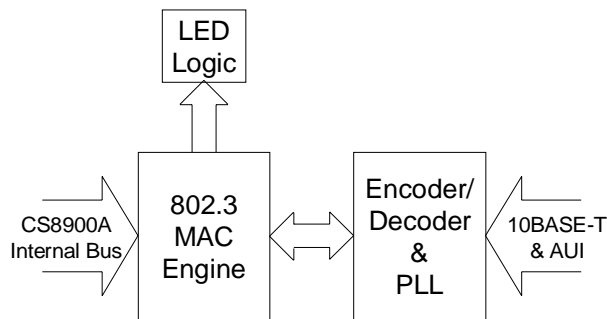 LED
Logic
CS8900A
Internal Bus
802.3
MAC
Engine
Encoder/
Decoder
&
PLL
10BASE-T
& AUI